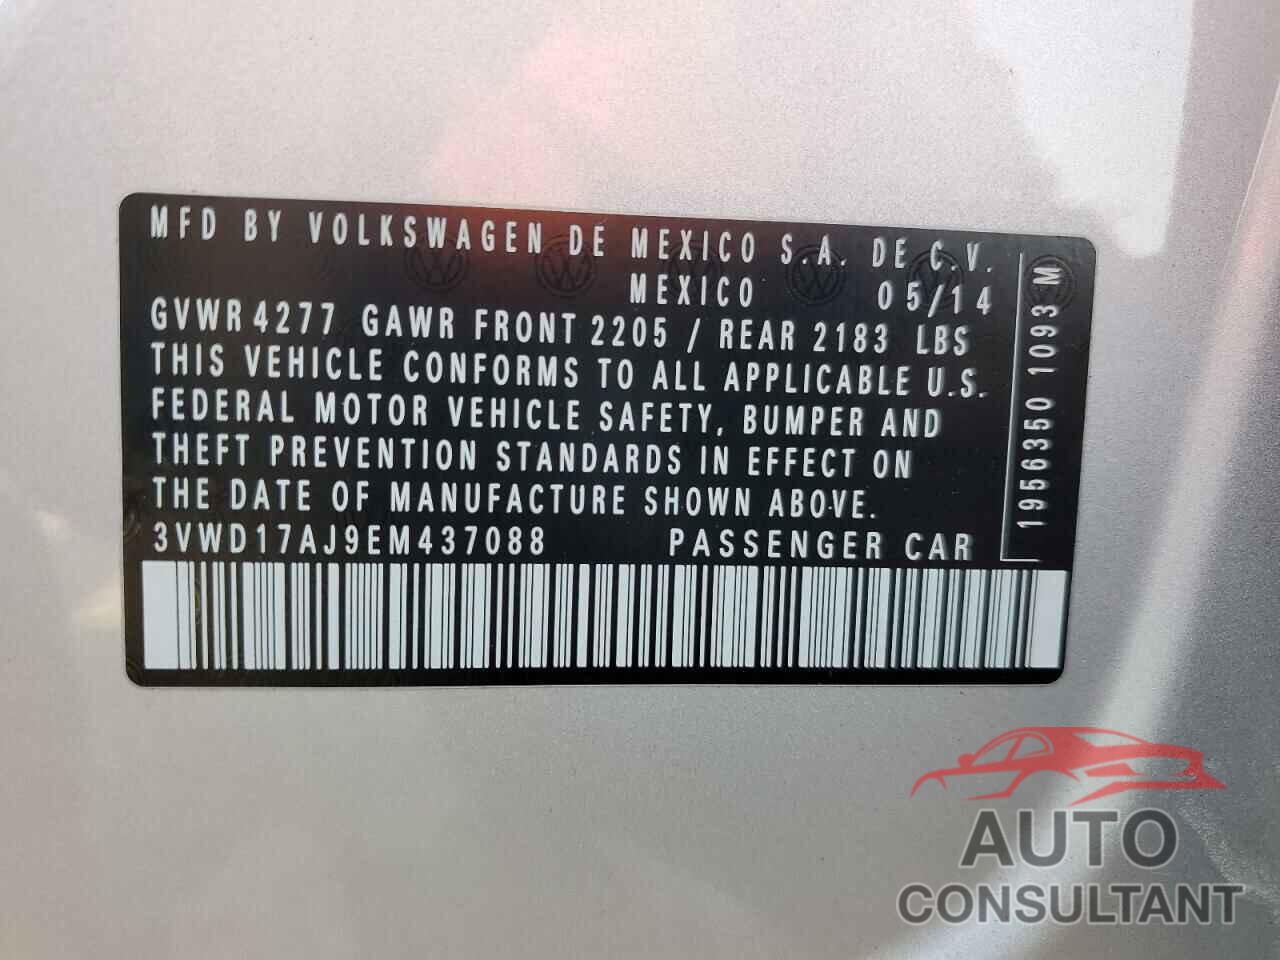 MFD BY VOLKSWAGEN DE MEXICO S.A. DE C.V.
MEXICO 05/14
GVWR 4277 GAWR FRONT 2205 / REAR 2183 LBS
THIS VEHICLE CONFORMS TO ALL APPLICABLE U.S.
FEDERAL MOTOR VEHICLE SAFETY, BUMPER AND
THEFT PREVENTION STANDARDS IN EFFECT ON
THE DATE OF MANUFACTURE SHOWN ABOVE.
3VWD17AJ9EM437088 PASSENGER CAR
1956350 1093 M
AUTO
CONSULTANT